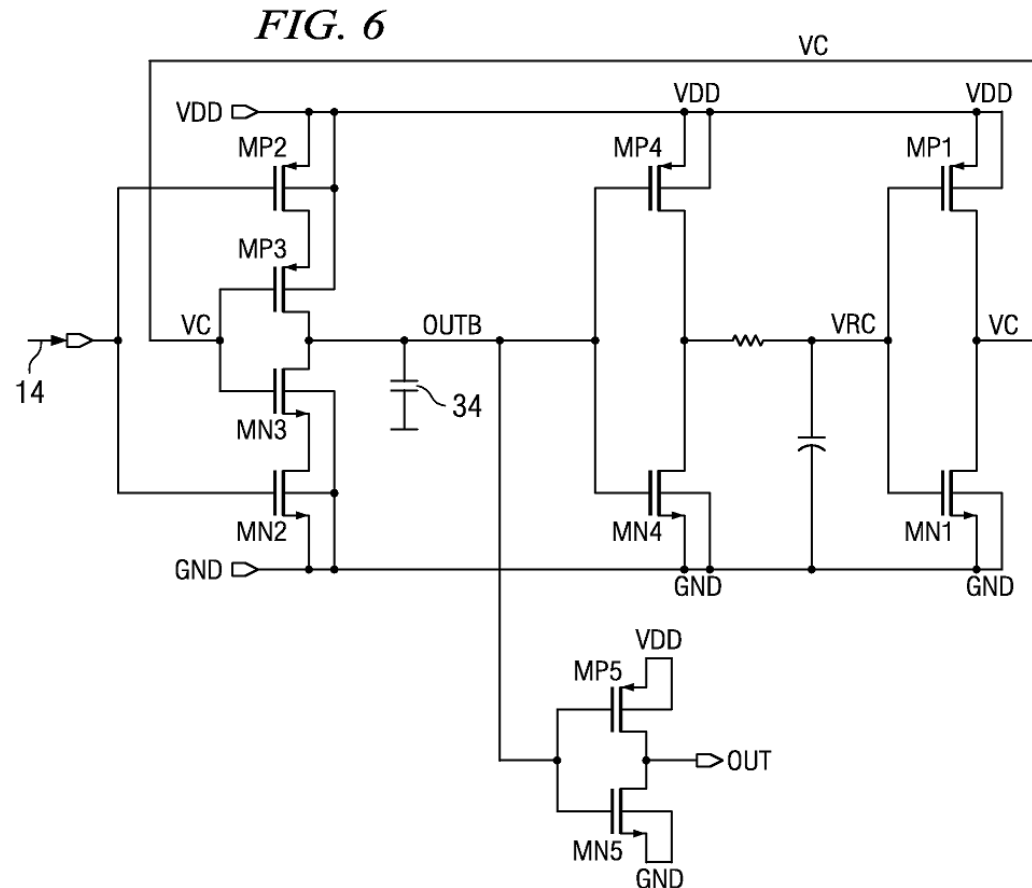 FIG. 6
VC
VDD
VDD
VDD
MP2
MP4
MP1
MP3
VC
OUTB
VRC
VC
14
34
MN3
MN2
MN4
MN1
GND
GND
GND
VDD
MP5
OUT
MN5
GND